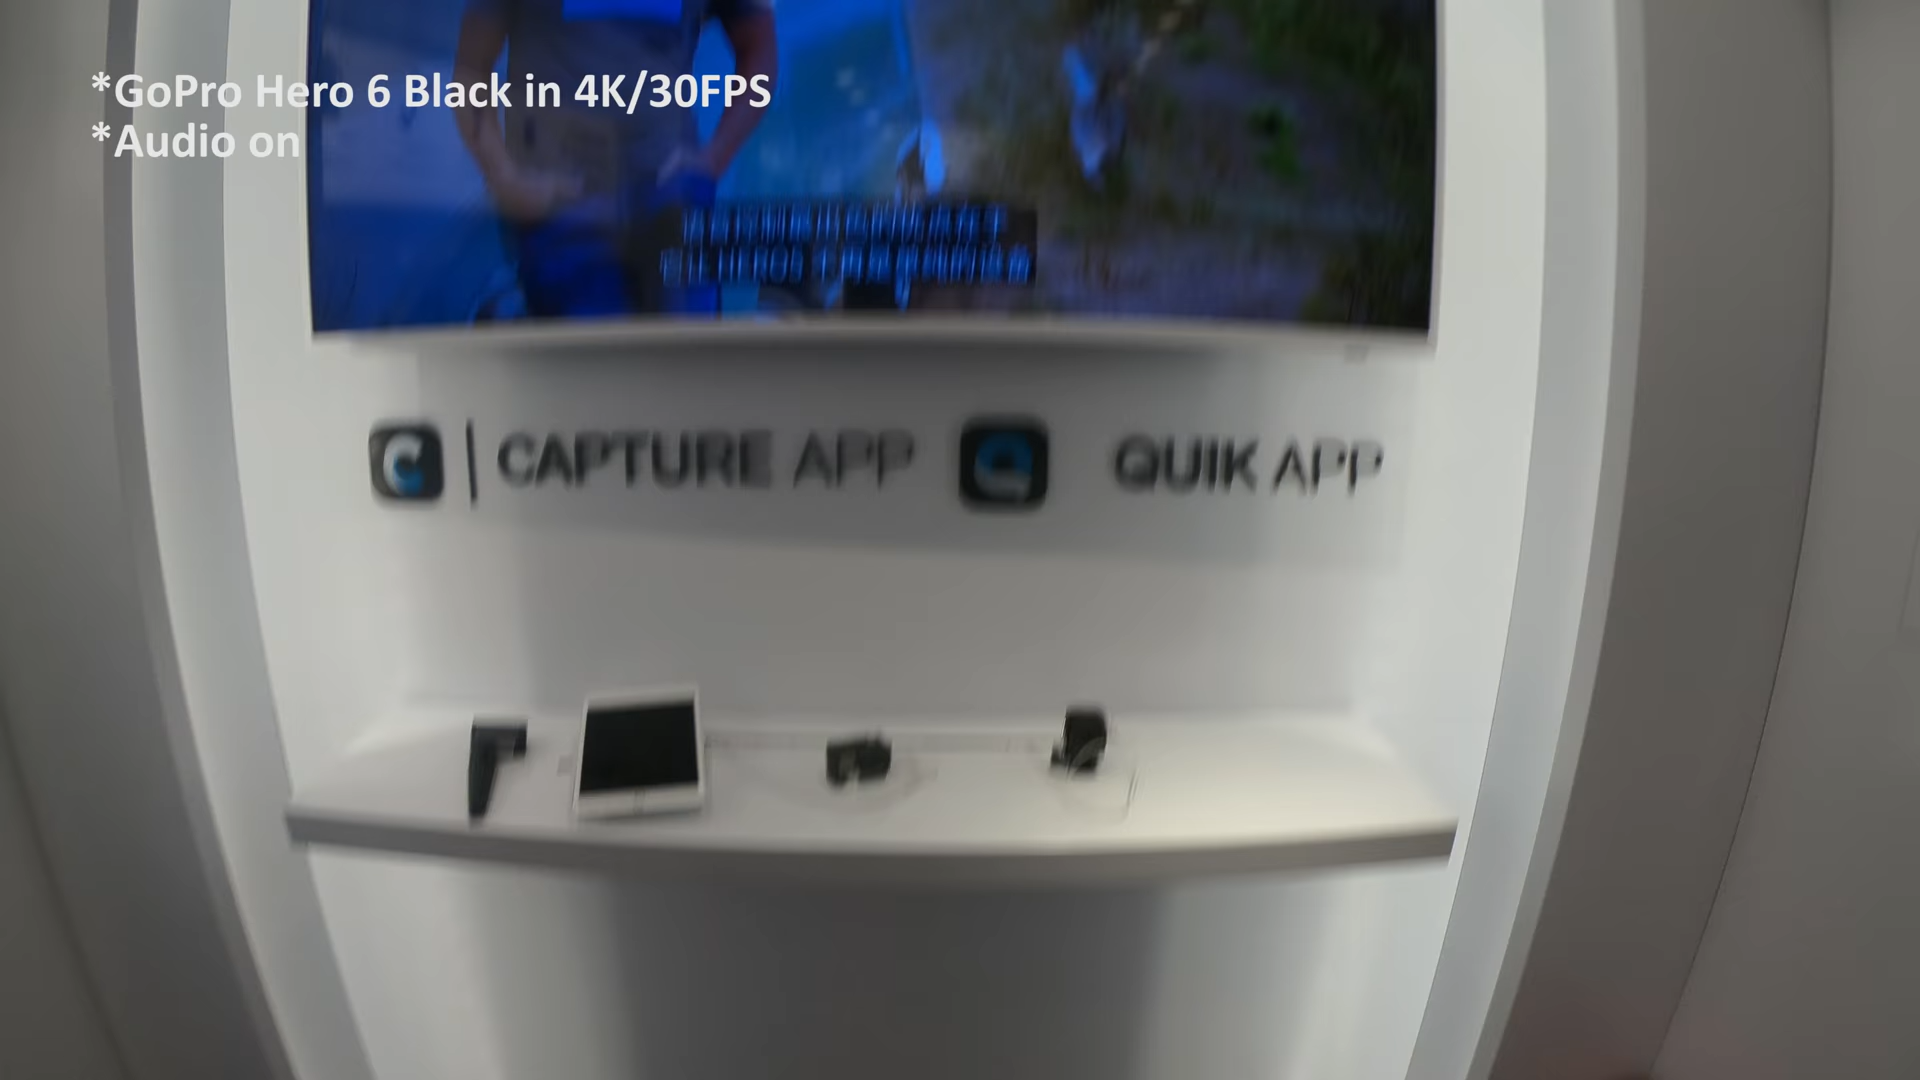 *GoPro Hero 6 Black in 4K/30FPS
*Audio on
C | CAPTURE APP
QUIK APP